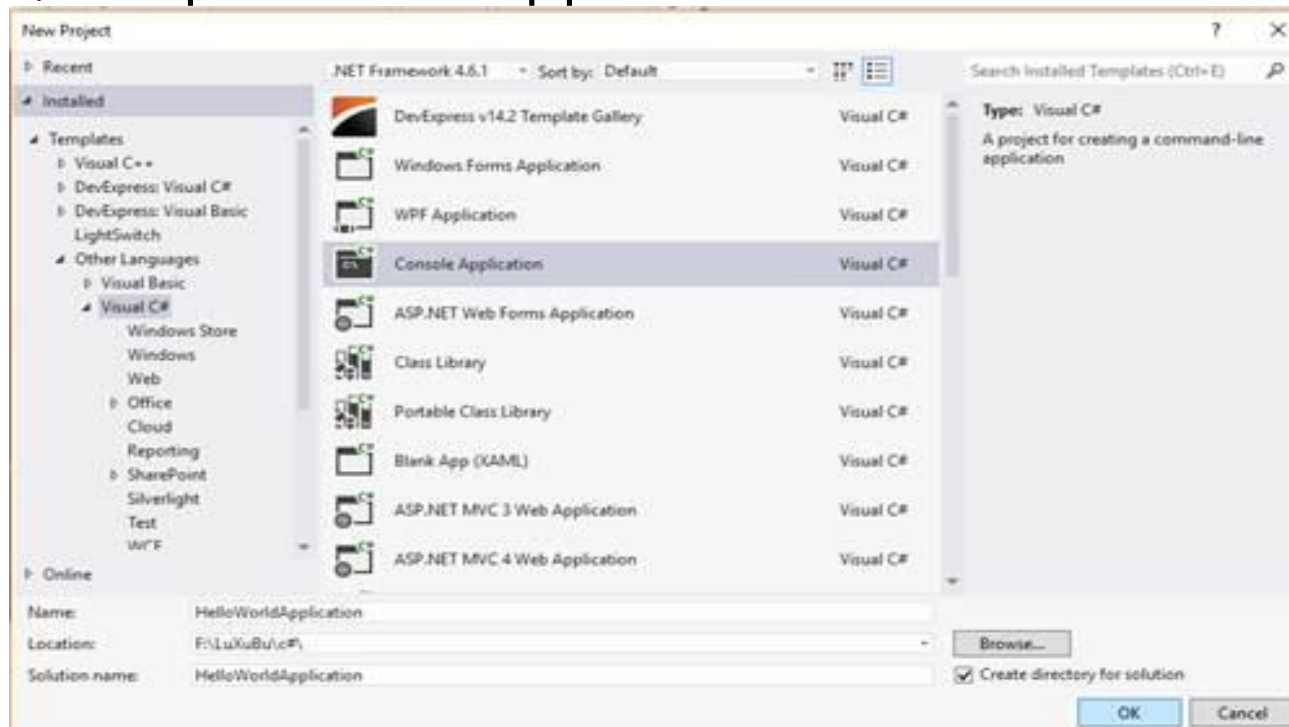 New Project
?
Recent
Installed
Templates
Visual C++
DevExpress: Visual C#
DevExpress: Visual Basic
LightSwitch
Other Languages
Visual Basic
Visual C#
Windows Store
Windows
Web
Office
Cloud
Reporting
SharePoint
Silverlight
Test
WCF
Online
.NET Framework 4.6.1 Sort by: Default
DevExpress v14.2 Template Gallery Visual C#
Windows Forms Application Visual C#
WPF Application Visual C#
Console Application Visual C#
ASP.NET Web Forms Application Visual C#
Class Library Visual C#
Portable Class Library Visual C#
Blank App (XAML) Visual C#
ASP.NET MVC 3 Web Application Visual C#
ASP.NET MVC 4 Web Application Visual C#
Search Installed Templates (Ctrl+E)
Type: Visual C#
A project for creating a command-line
application
Name: HelloWorldApplication
Location: F:\LuXuBu\c#\
Browse...
Solution name: HelloWorldApplication
Create directory for solution
OK Cancel